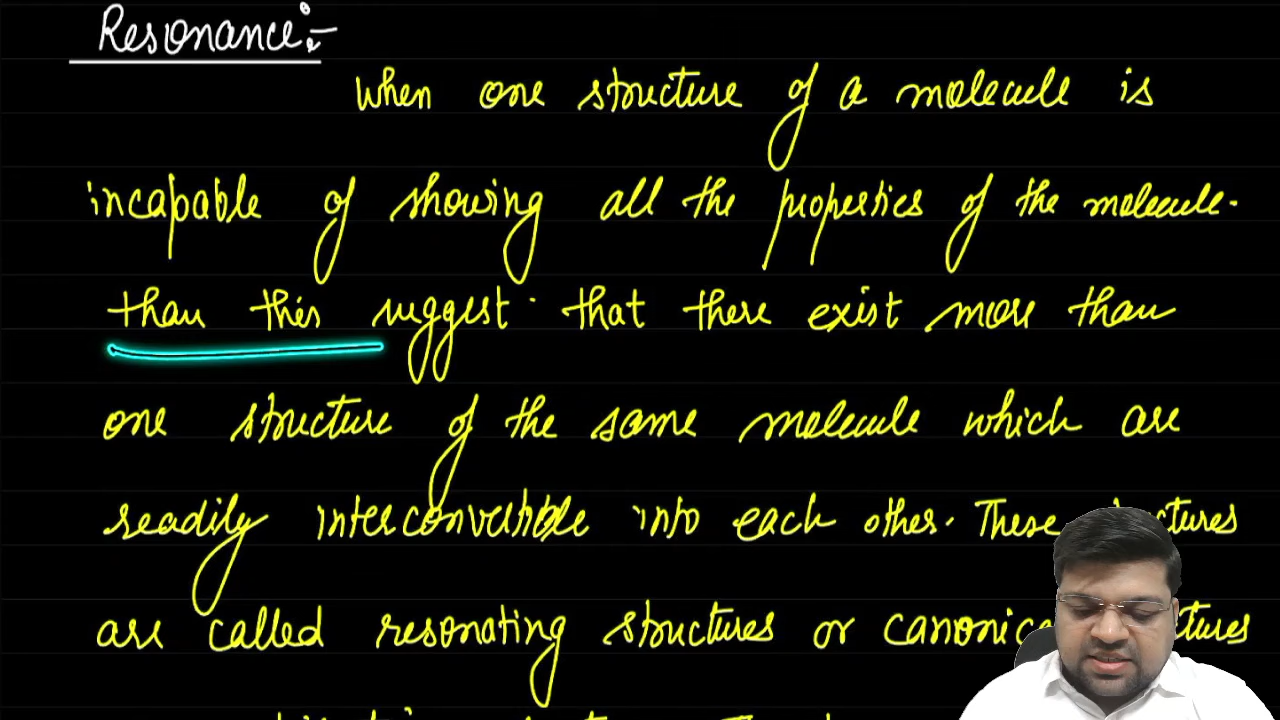 Resonance:-
when one structure of a molecule is
incapable of showing all the properties of the molecule.
than this suggest that there exist more than
one structure of the same molecule which are
readily interconvertible into each other. These
are called resonating structures or